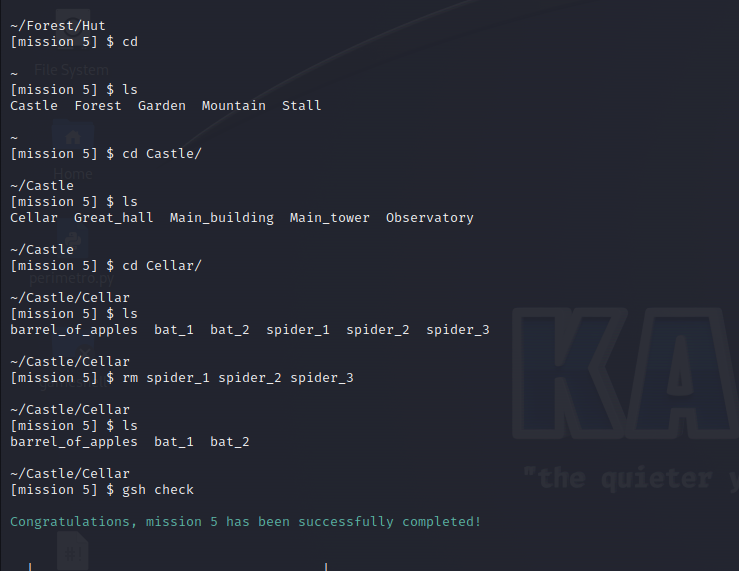 ~/Forest/Hut
[mission 5] $ cd
File System
~
[mission 5] $ ls
Castle  Forest  Garden  Mountain  Stall
~
[mission 5] $ cd Castle/
Home
~/Castle
[mission 5] $ ls
Cellar  Great_hall  Main_building  Main_tower  Observatory
~/Castle
[mission 5] $ cd Cellar/
perimetro.py
~/Castle/Cellar
[mission 5] $ ls
barrel_of_apples  bat_1  bat_2  spider_1  spider_2  spider_3
~/Castle/Cellar
[mission 5] $ rm spider_1 spider_2 spider_3
~/Castle/Cellar
[mission 5] $ ls
barrel_of_apples  bat_1  bat_2
~/Castle/Cellar
[mission 5] $ gsh check
Congratulations, mission 5 has been successfully completed!
KA
"the quieter y